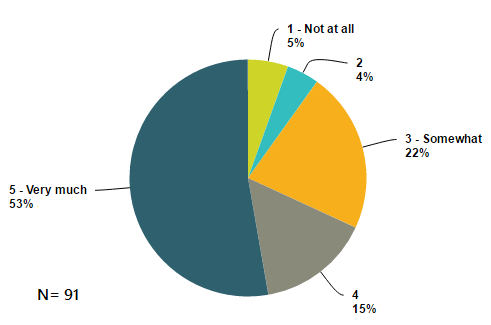 1 - Not at all
5%
2
4%
3 - Somewhat
22%
4
15%
5 - Very much
53%
N= 91